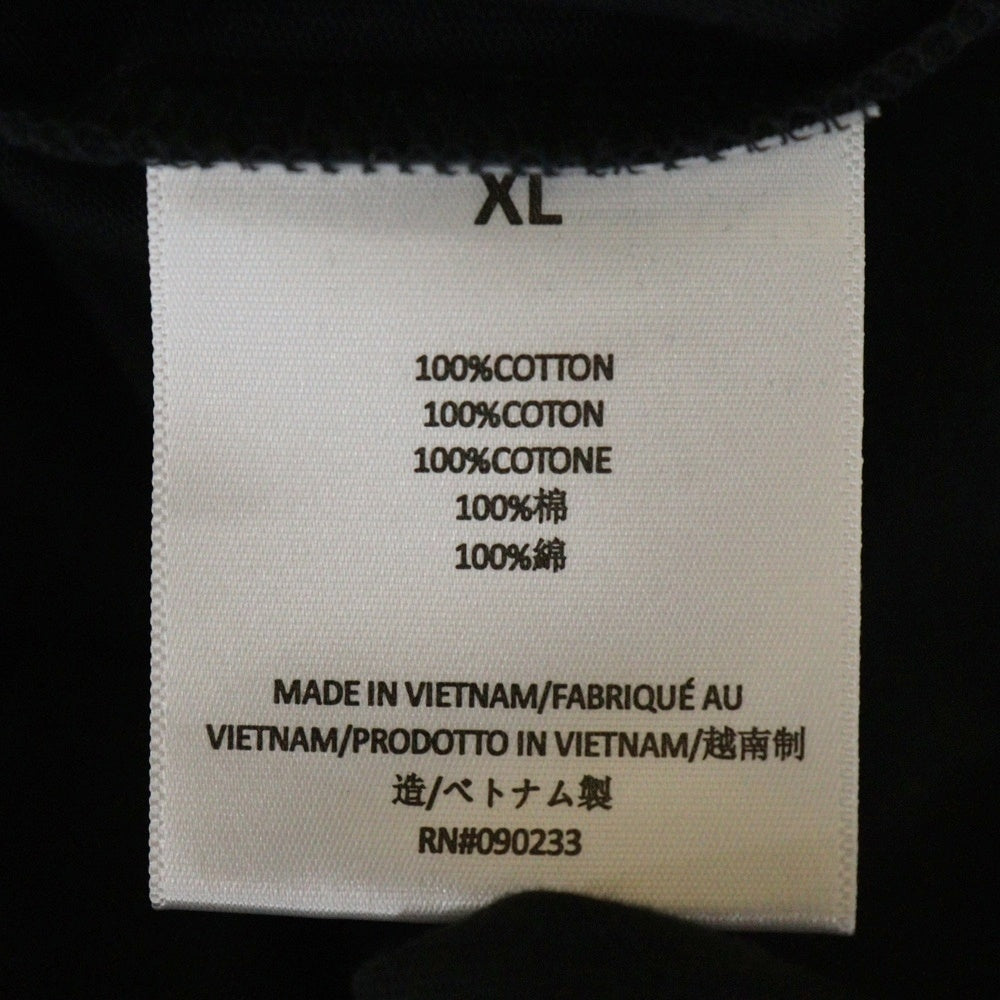 XL
100%COTTON
100%COTON
100%COTONE
100%棉
100%綿
MADE IN VIETNAM/FABRIQUÉ AU
VIETNAM/PRODOTTO IN VIETNAM/越南制
造/ベトナム製
RN#090233